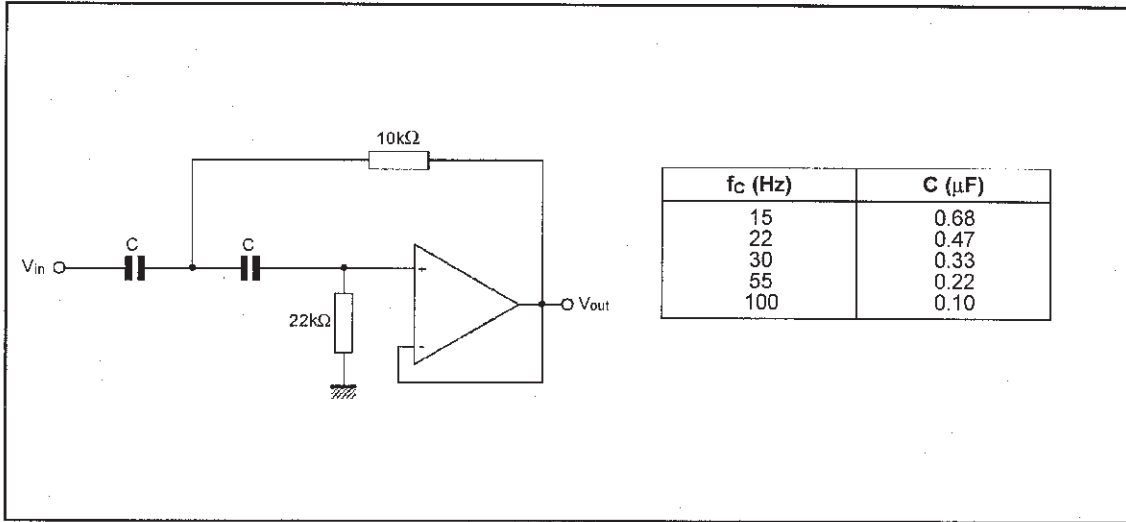 10kΩ
C
C
Vin
+
22kΩ
-
Vout
fC (Hz) C (μF)
15 0.68
22 0.47
30 0.33
55 0.22
100 0.10